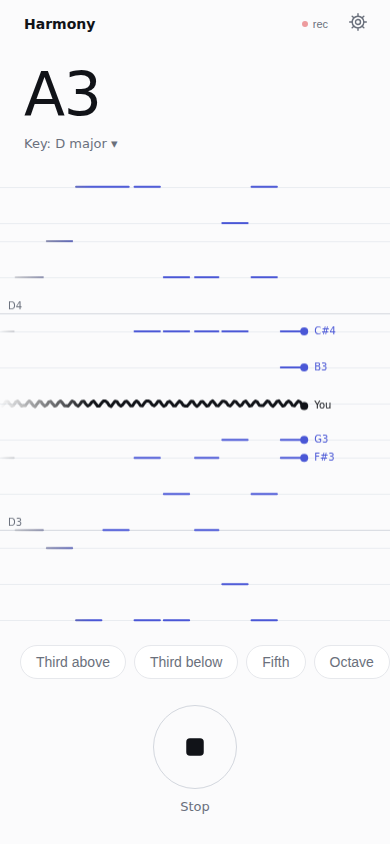 Harmony
rec
A3
Key: D major ▾
D4
C#4
B3
You
G3
F#3
D3
Third above
Third below
Fifth
Octave
Stop